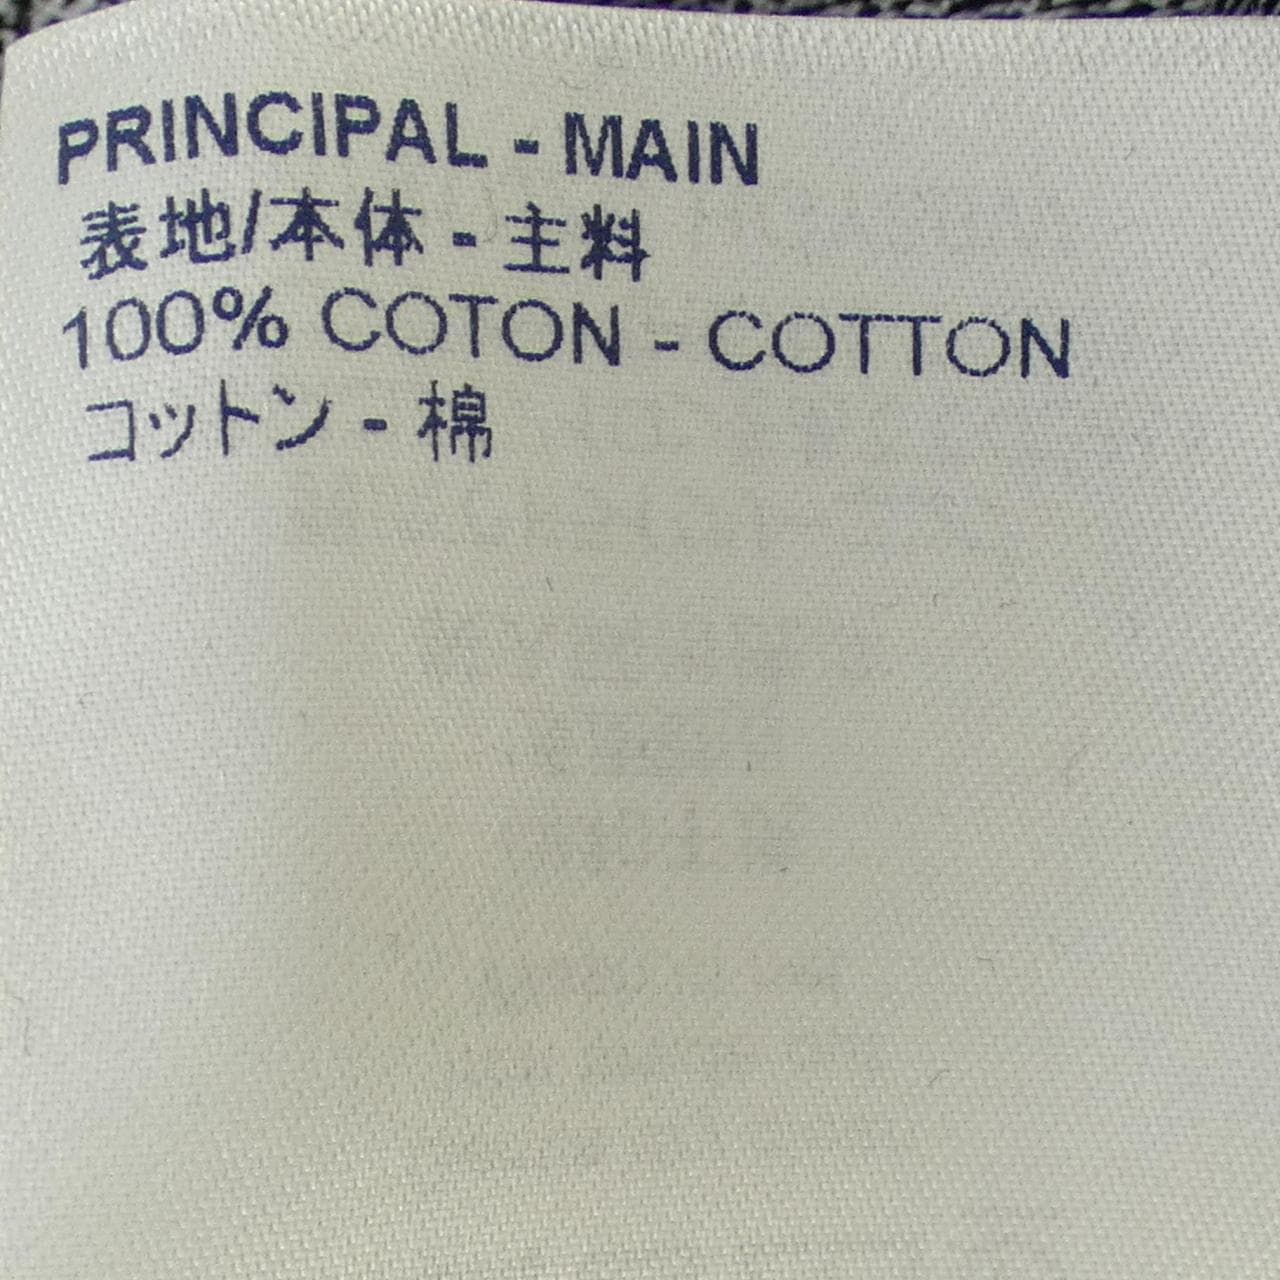 PRINCIPAL - MAIN
表地/本体 - 主料
100% COTON - COTTON
コットン - 棉